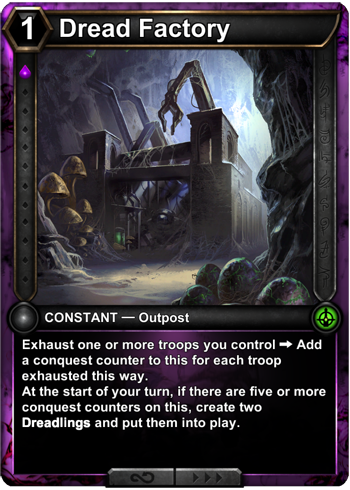 1 Dread Factory
CONSTANT — Outpost
Exhaust one or more troops you control ➡ Add
a conquest counter to this for each troop
exhausted this way.
At the start of your turn, if there are five or more
conquest counters on this, create two
Dreadlings and put them into play.